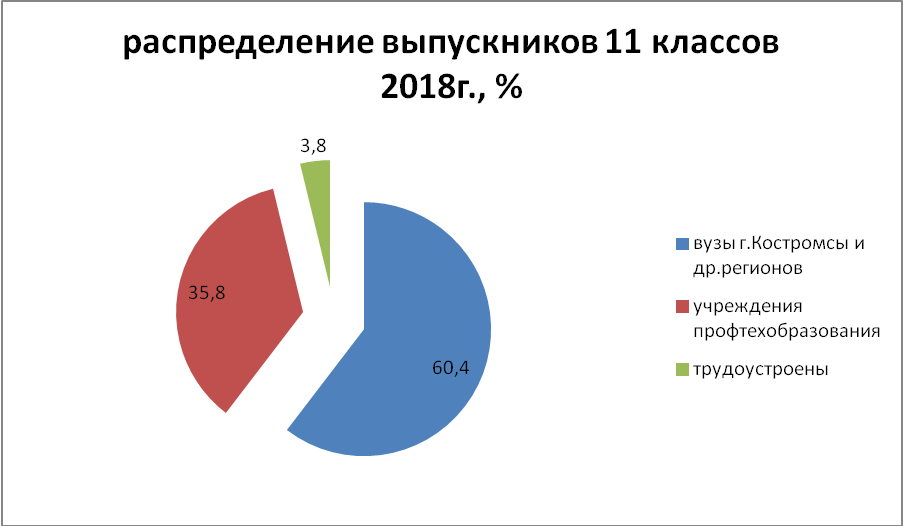 распределение выпускников 11 классов
2018г., %
3,8
35,8
60,4
вузы г.Костромсы и
др.регионов
учреждения
профтехобразования
трудоустроены